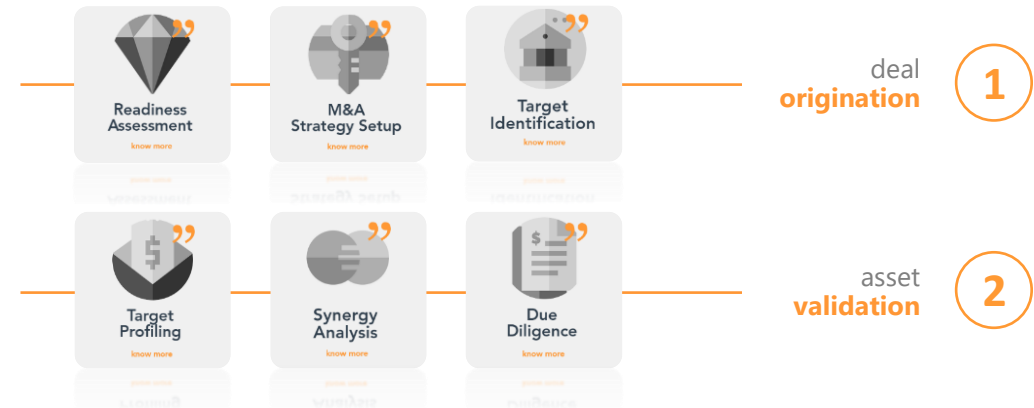 Readiness
Assessment
know more
M&A
Strategy Setup
know more
Target
Identification
know more
deal
origination
1
Target
Profiling
know more
Synergy
Analysis
know more
$
Due
Diligence
know more
asset
validation
2